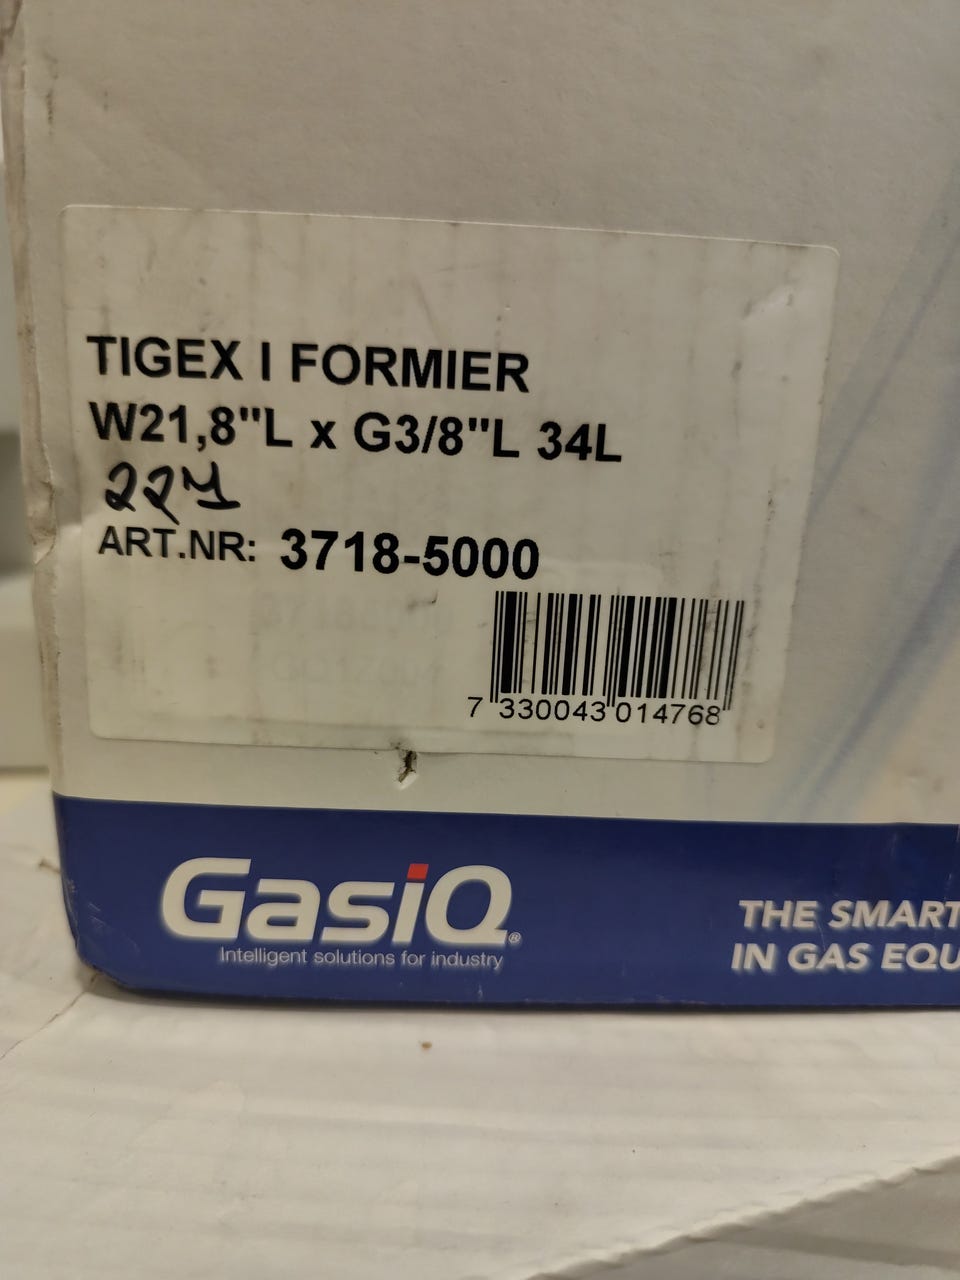 TIGEX I FORMIER
W21,8"L x G3/8"L 34L
ART.NR: 3718-5000
7 330043 014768
GasiQ®
Intelligent solutions for industry
THE SMART
IN GAS EQU